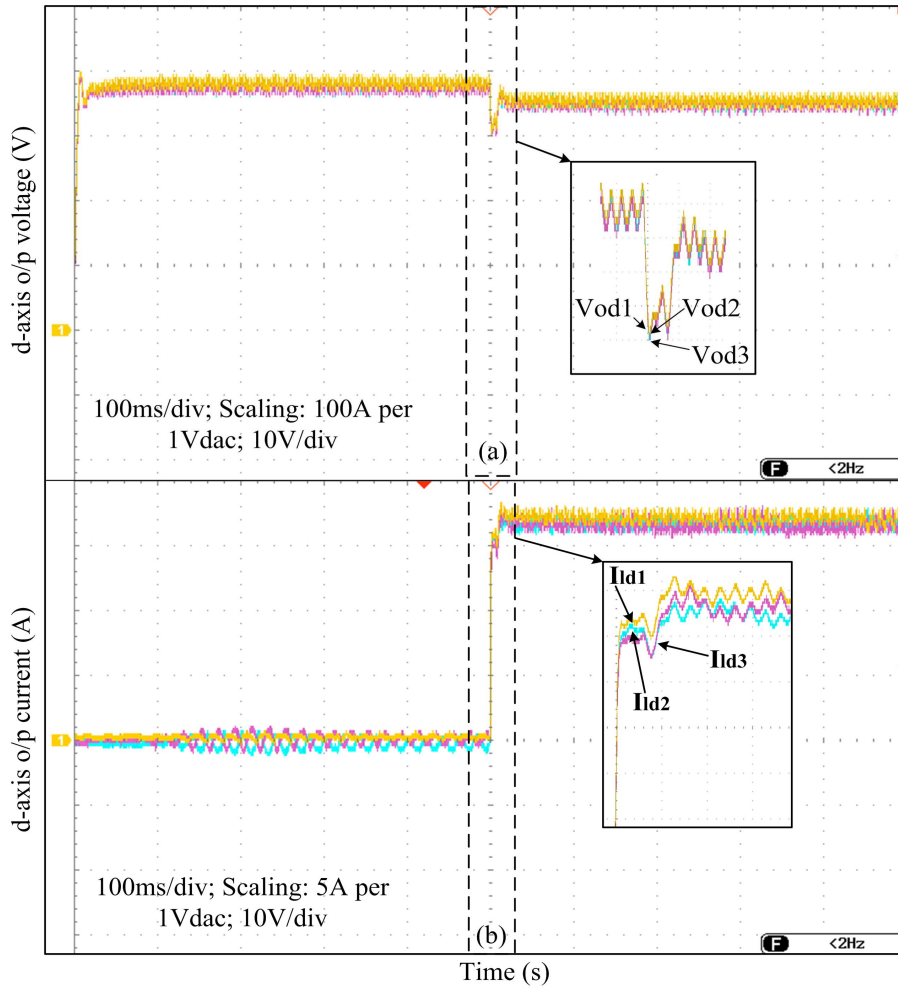 d-axis o/p voltage (V)
1
Vod1
Vod2
Vod3
100ms/div; Scaling: 100A per
1Vdac; 10V/div
(a)
F <2Hz
d-axis o/p current (A)
1
Ild1
Ild2
Ild3
100ms/div; Scaling: 5A per
1Vdac; 10V/div
(b)
F <2Hz
Time (s)